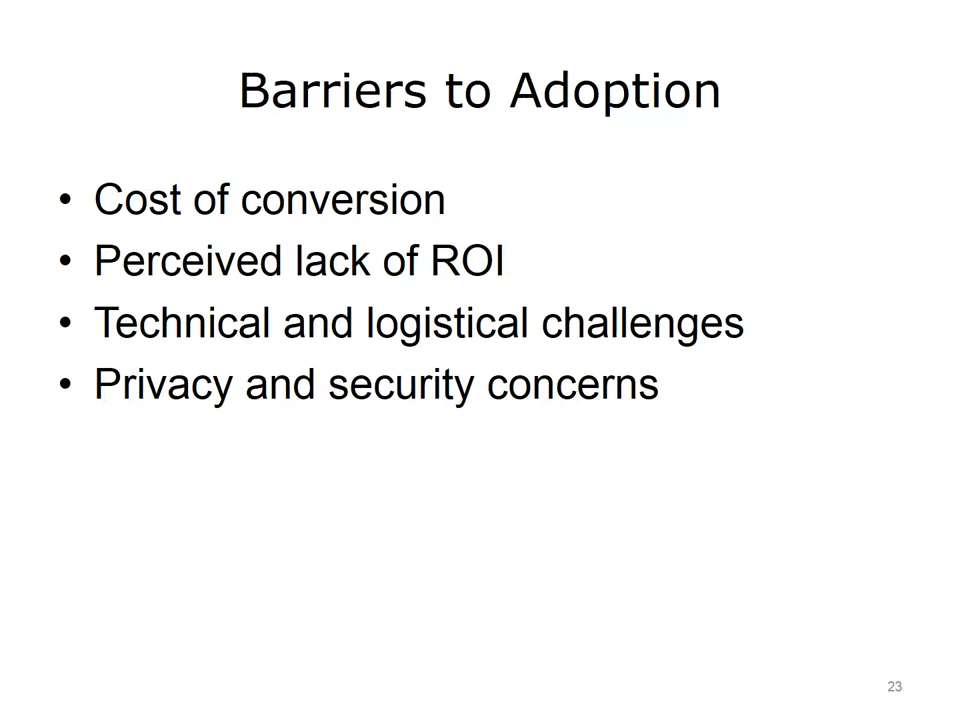 Barriers to Adoption
• Cost of conversion
• Perceived lack of ROI
• Technical and logistical challenges
• Privacy and security concerns
23